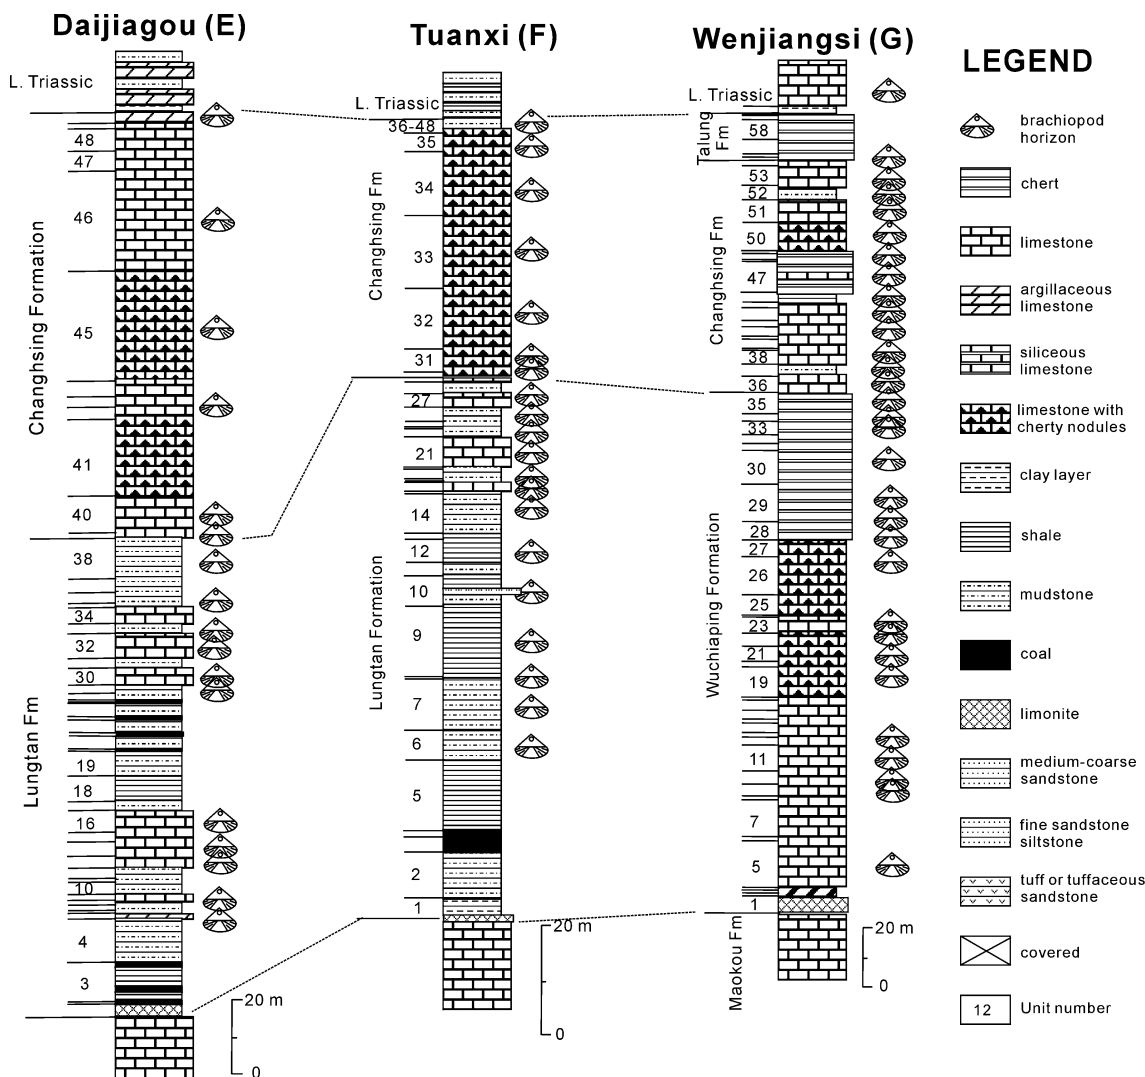 Daijiagou (E)
L. Triassic
Changhsing Formation
Lungtan Fm
48
47
46
45
41
40
38
34
32
30
19
18
16
10
4
3
20 m
0
Tuanxi (F)
L. Triassic
Changhsing Fm
Lungtan Formation
36-48
35
34
33
32
31
27
21
14
12
10
9
7
6
5
2
1
20 m
0
Wenjiangsi (G)
L. Triassic
Talung
Fm
Changhsing Fm
Wuchiaping Formation
Maokou Fm
58
53
52
51
50
47
38
36
35
33
30
29
28
27
26
25
23
21
19
11
7
5
1
20 m
0
LEGEND
brachiopod
horizon
chert
limestone
argillaceous
limestone
siliceous
limestone
limestone with
cherty nodules
clay layer
shale
mudstone
coal
limonite
medium-coarse
sandstone
fine sandstone
siltstone
tuff or tuffaceous
sandstone
covered
12
Unit number